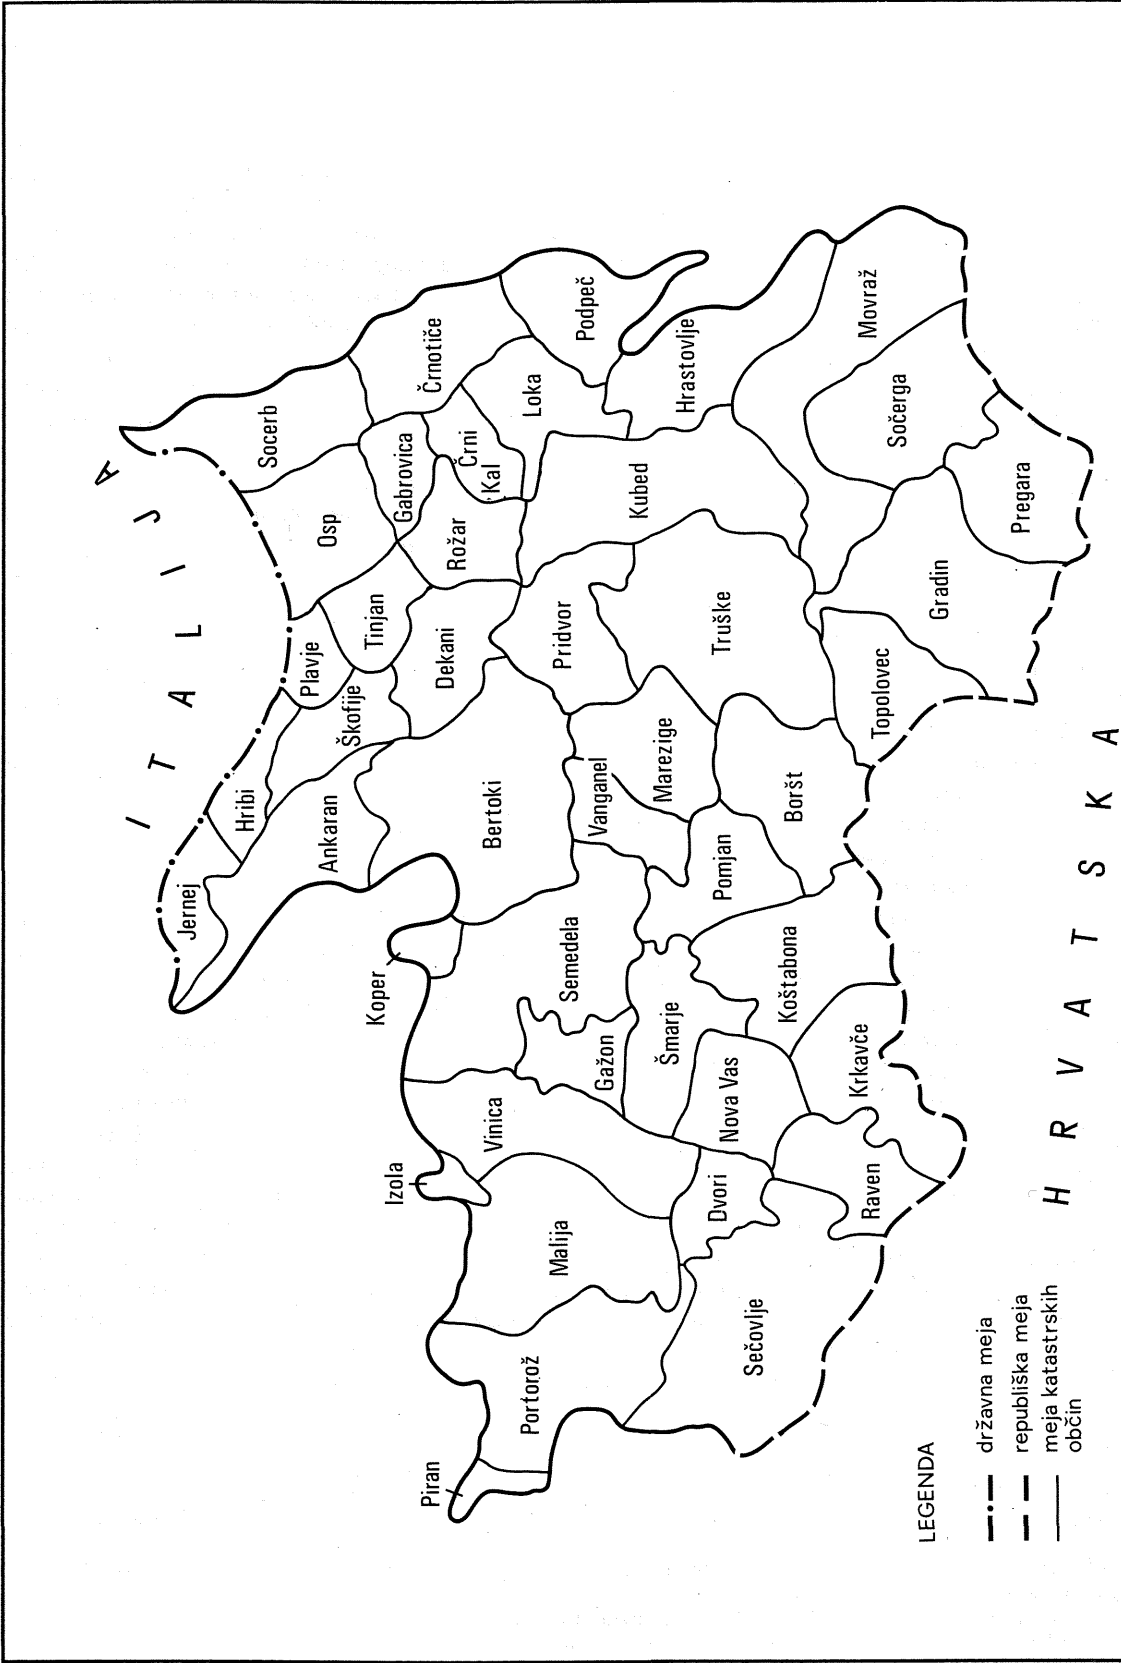 I T A L I J A
Jernej
Hribi
Plavje
Osp
Socerb
Ankaran
Škofije
Tinjan
Gabrovica
Črnotiče
Črni
Kal
Rožar
Dekani
Loka
Podpeč
Koper
Bertoki
Pridvor
Kubed
Hrastovlje
Izola
Vinica
Semedela
Gažon
Vanganel
Marezige
Truške
Movraž
Sočerga
Piran
Portorož
Malija
Šmarje
Pomjan
Boršt
Nova Vas
Dvori
Koštabona
Topolovec
Gradin
Pregara
Sečovlje
Raven
Krkavče
H R V A T S K A
LEGENDA
državna meja
republiška meja
meja katastrskih
občin